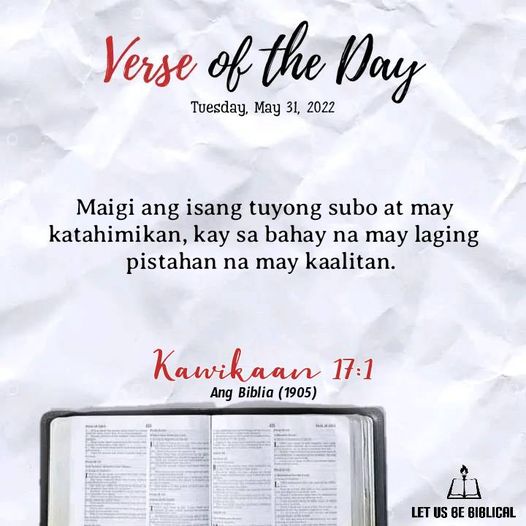 Verse of the Day
Tuesday, May 31, 2022
Maigi ang isang tuyong subo at may
katahimikan, kay sa bahay na may laging
pistahan na may kaalitan.
Kawikaan 17:1
Ang Biblia (1905)
LET US BE BIBLICAL